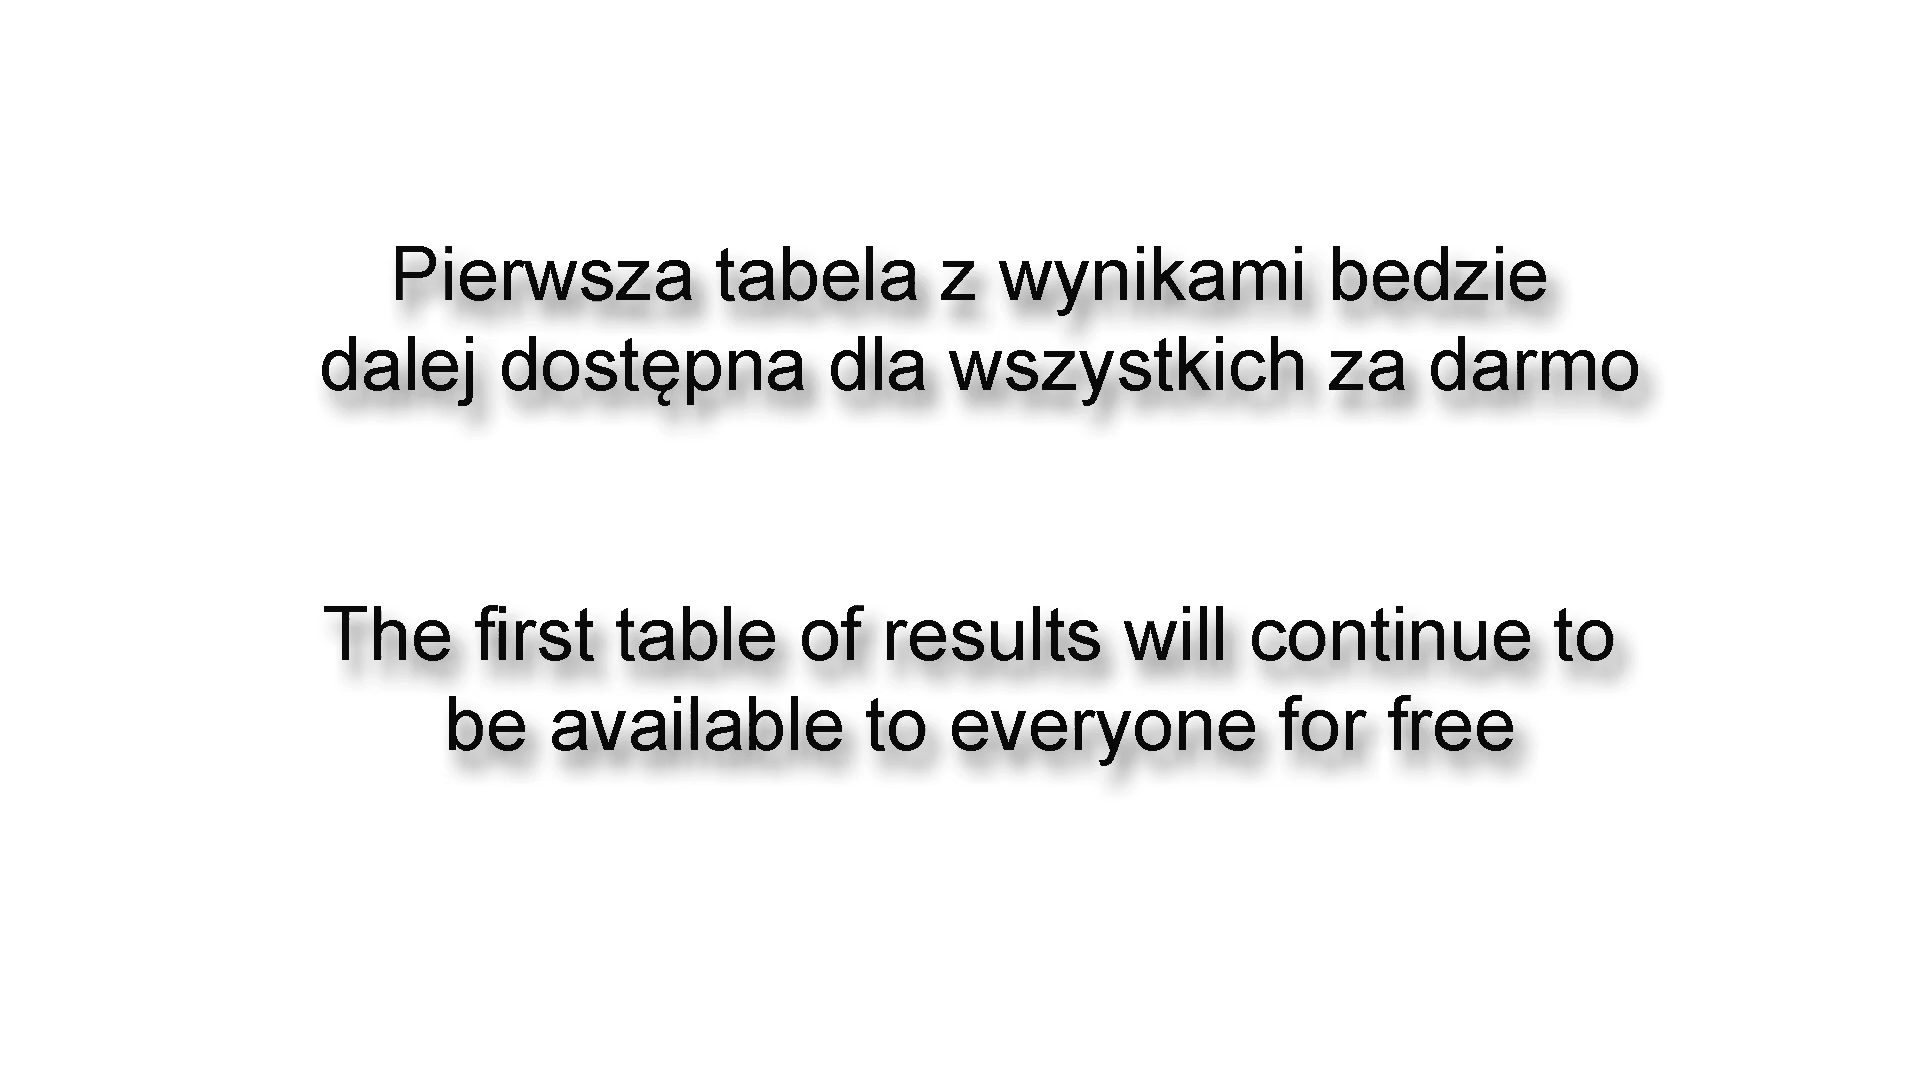 Pierwsza tabela z wynikami bedzie
dalej dostępna dla wszystkich za darmo
The first table of results will continue to
be available to everyone for free